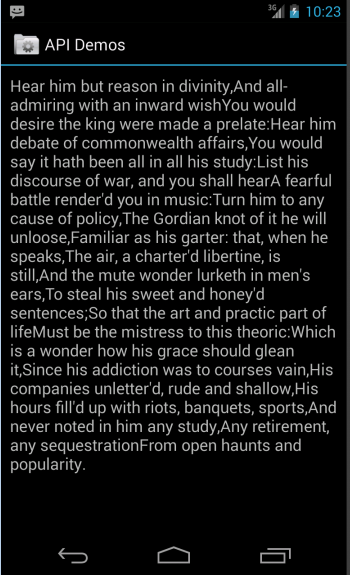 3G
10:23
API Demos
Hear him but reason in divinity,And all-
admiring with an inward wishYou would
desire the king were made a prelate:Hear him
debate of commonwealth affairs,You would
say it hath been all in all his study:List his
discourse of war, and you shall hearA fearful
battle render'd you in music:Turn him to any
cause of policy,The Gordian knot of it he will
unloose,Familiar as his garter: that, when he
speaks,The air, a charter'd libertine, is
still,And the mute wonder lurketh in men's
ears,To steal his sweet and honey'd
sentences;So that the art and practic part of
lifeMust be the mistress to this theoric:Which
is a wonder how his grace should glean
it,Since his addiction was to courses vain,His
companies unletter'd, rude and shallow,His
hours fill'd up with riots, banquets, sports,And
never noted in him any study,Any retirement,
any sequestrationFrom open haunts and
popularity.